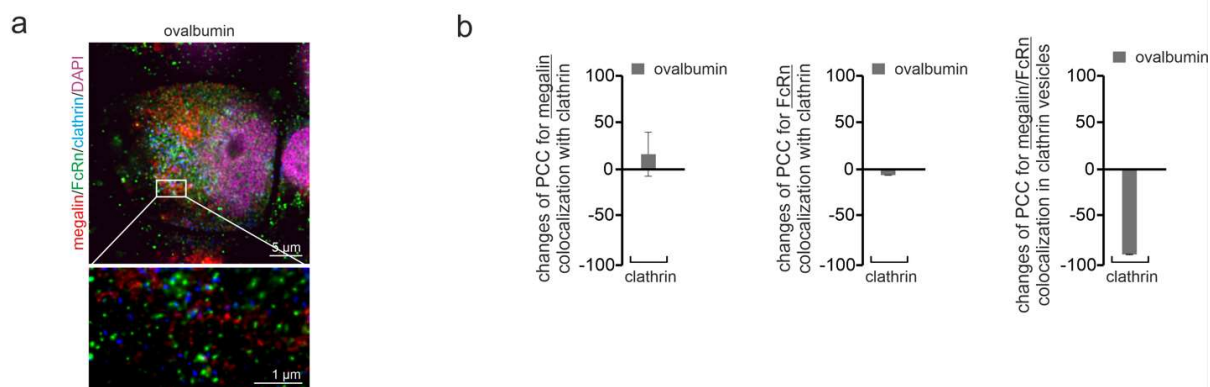 a
ovalbumin
megalin/FcRn/clathrin/DAPI
5 µm
1 µm
b
changes of PCC for megalin
colocalization with clathrin
ovalbumin
100
50
0
-50
-100
clathrin
changes of PCC for FcRn
colocalization with clathrin
ovalbumin
100
50
0
-50
-100
clathrin
changes of PCC for megalin/FcRn
colocalization in clathrin vesicles
ovalbumin
100
50
0
-50
-100
clathrin